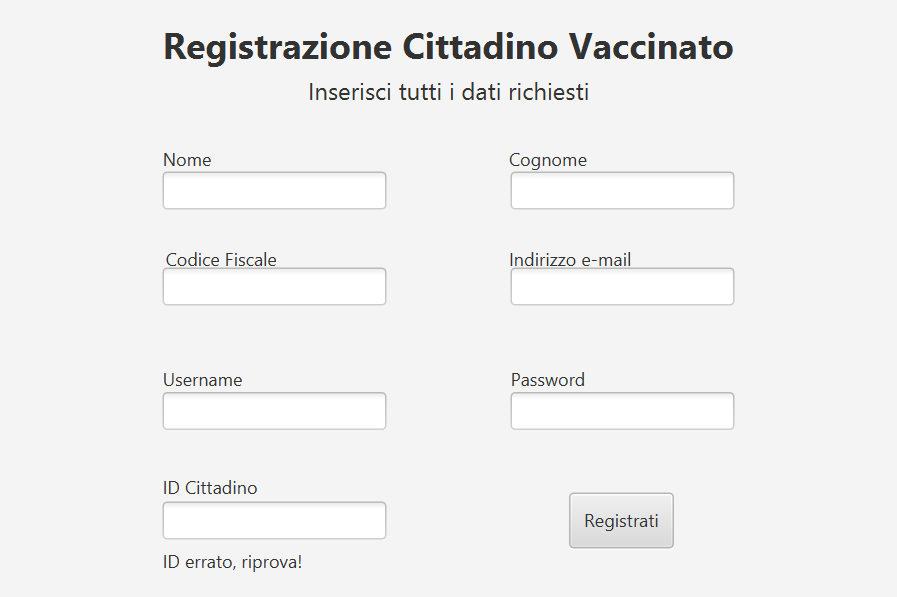 Registrazione Cittadino Vaccinato
Inserisci tutti i dati richiesti
Nome
Cognome
Codice Fiscale
Indirizzo e-mail
Username
Password
ID Cittadino
Registrati
ID errato, riprova!